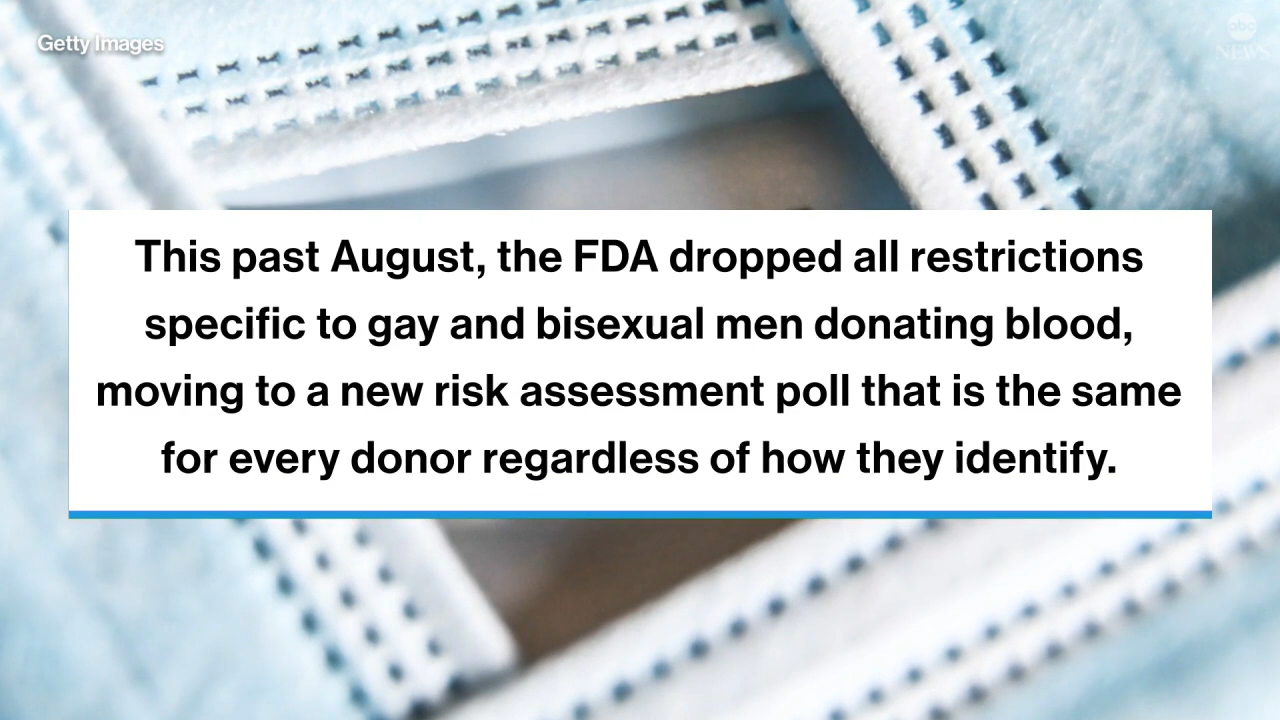 Getty Images
abc
NEWS
This past August, the FDA dropped all restrictions
specific to gay and bisexual men donating blood,
moving to a new risk assessment poll that is the same
for every donor regardless of how they identify.